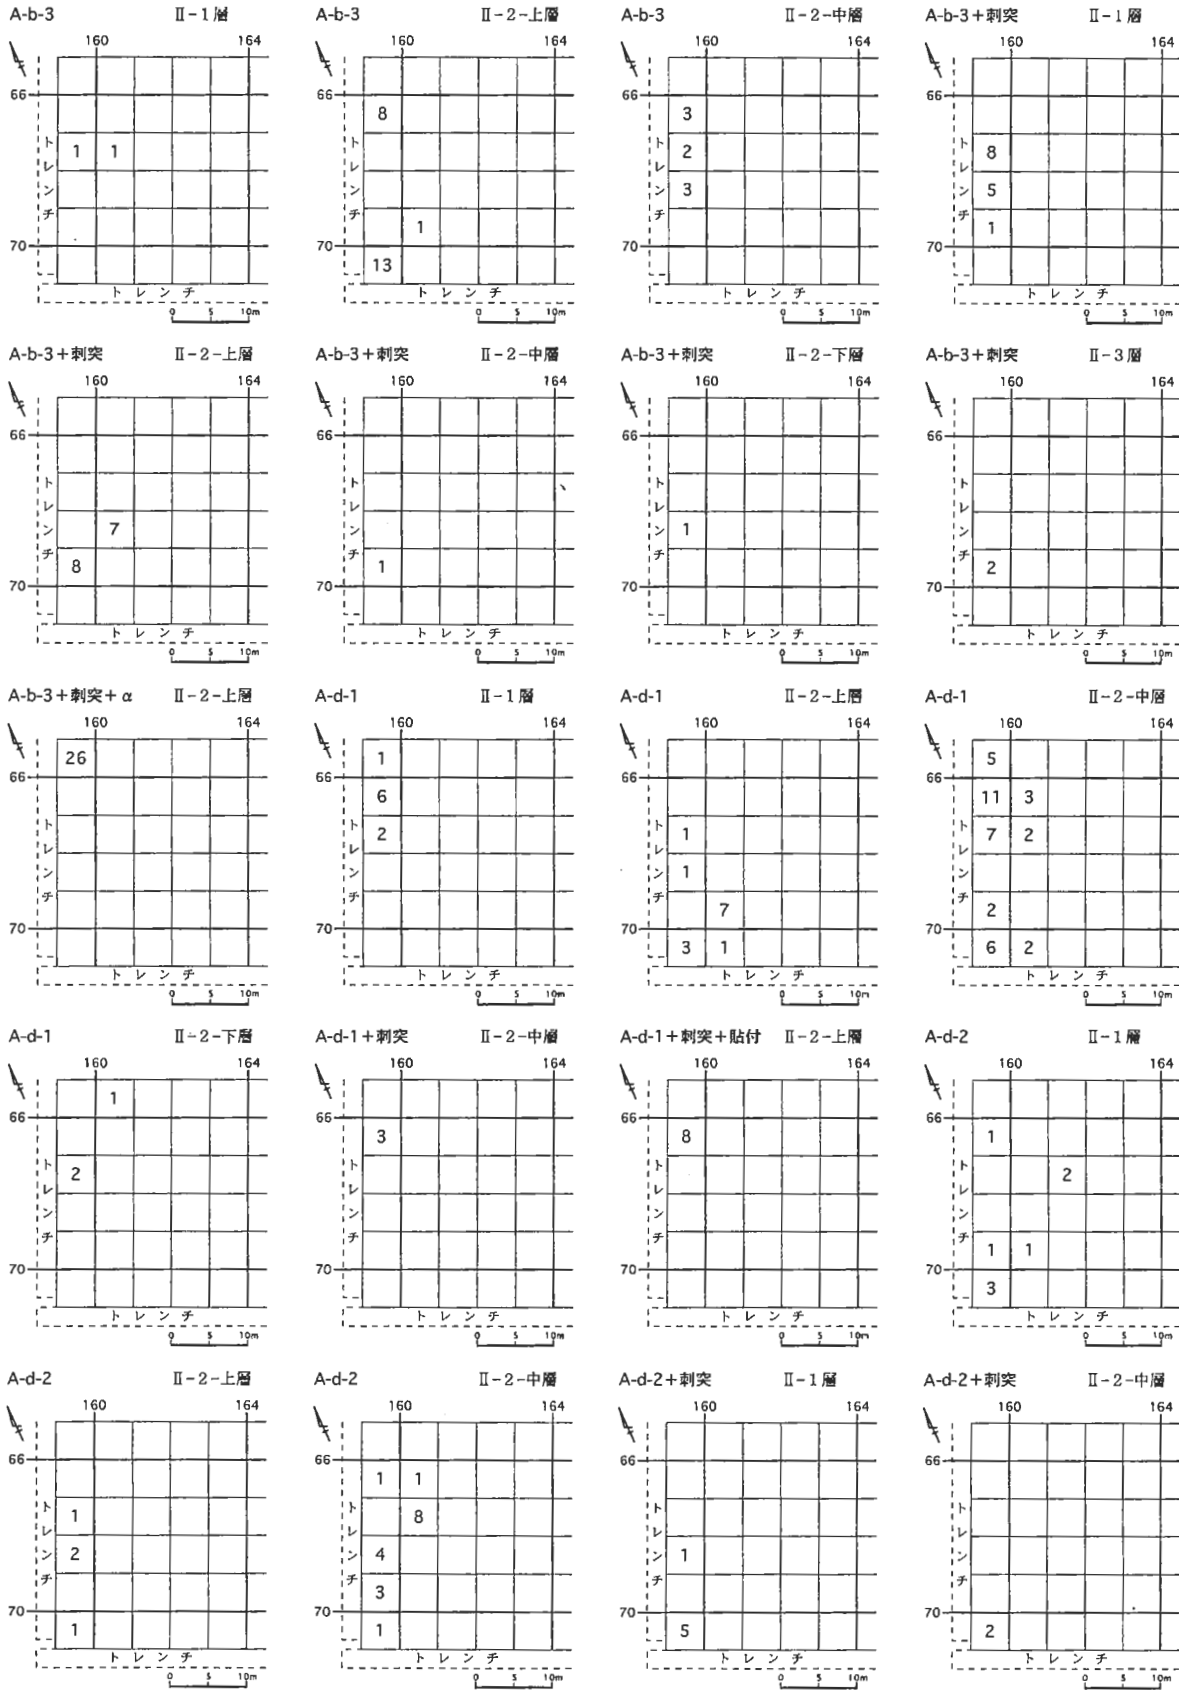 A-b-3 Ⅱ-1層
160 164
66
1 1
トレンチ
70
トレンチ
0 5 10m
A-b-3 Ⅱ-2-上層
160 164
8
トレンチ
1
70
13
トレンチ
0 5 10m
A-b-3 Ⅱ-2-中層
160 164
66
3
2
トレンチ
3
70
トレンチ
0 5 10m
A-b-3+刺突 Ⅱ-1層
160 164
66
8
トレンチ
5
1
70
トレンチ
0 5 10m
A-b-3+刺突 Ⅱ-2-上層
160 164
66
トレンチ
7
8
70
トレンチ
0 5 10m
A-b-3+刺突 Ⅱ-2-中層
160 164
66
トレンチ
1
70
トレンチ
0 5 10m
A-b-3+刺突 Ⅱ-2-下層
160 164
66
トレンチ
1
70
トレンチ
0 5 10m
A-b-3+刺突 Ⅱ-3層
160 164
66
トレンチ
2
70
トレンチ
0 5 10m
A-b-3+刺突+α Ⅱ-2-上層
160 164
26
66
トレンチ
70
トレンチ
0 5 10m
A-d-1 Ⅱ-1層
160 164
1
66
6
2
トレンチ
70
トレンチ
0 5 10m
A-d-1 Ⅱ-2-上層
160 164
66
1
トレンチ
1
7
70
3 1
トレンチ
0 5 10m
A-d-1 Ⅱ-2-中層
160 164
5
66
11 3
7 2
トレンチ
2
70
6 2
トレンチ
0 5 10m
A-d-1 Ⅱ-2-下層
160 164
1
66
2
トレンチ
70
トレンチ
0 5 10m
A-d-1+刺突 Ⅱ-2-中層
160 164
66
3
トレンチ
70
トレンチ
0 5 10m
A-d-1+刺突+貼付 Ⅱ-2-上層
160 164
66
8
トレンチ
70
トレンチ
0 5 10m
A-d-2 Ⅱ-1層
160 164
66
1
2
トレンチ
1 1
70
3
トレンチ
0 5 10m
A-d-2 Ⅱ-2-上層
160 164
66
1
トレンチ
2
70
1
トレンチ
0 5 10m
A-d-2 Ⅱ-2-中層
160 164
66
1 1
8
トレンチ
4
3
70
1
トレンチ
0 5 10m
A-d-2+刺突 Ⅱ-1層
160 164
66
トレンチ
1
70
5
トレンチ
0 5 10m
A-d-2+刺突 Ⅱ-2-中層
160 164
66
トレンチ
70
2
トレンチ
0 5 10m